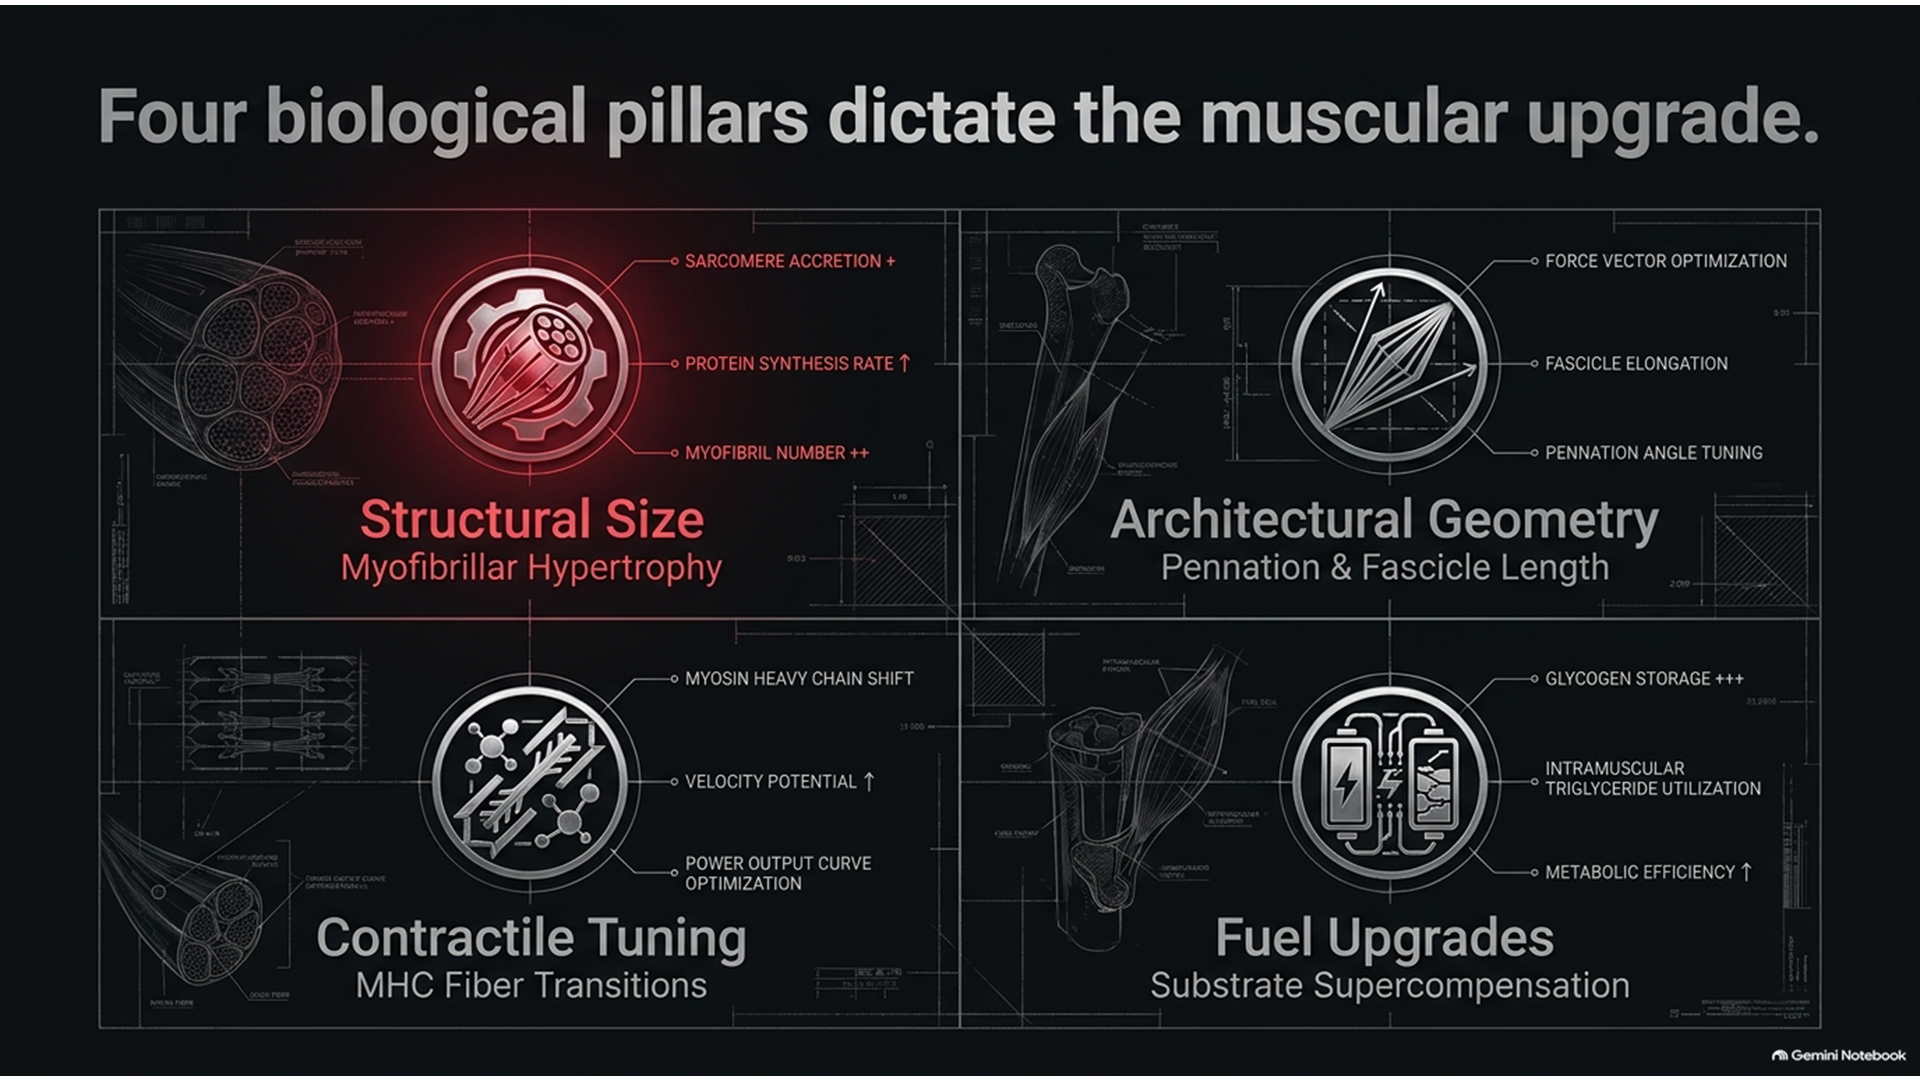 Four biological pillars dictate the muscular upgrade.
SARCOMERE ACCRETION +
PROTEIN SYNTHESIS RATE ↑
MYOFIBRIL NUMBER ++
Structural Size
Myofibrillar Hypertrophy
FORCE VECTOR OPTIMIZATION
FASCICLE ELONGATION
PENNATION ANGLE TUNING
Architectural Geometry
Pennation & Fascicle Length
MYOSIN HEAVY CHAIN SHIFT
VELOCITY POTENTIAL ↑
POWER OUTPUT CURVE
OPTIMIZATION
Contractile Tuning
MHC Fiber Transitions
GLYCOGEN STORAGE +++
INTRAMUSCULAR
TRIGLYCERIDE UTILIZATION
METABOLIC EFFICIENCY ↑
Fuel Upgrades
Substrate Supercompensation
Gemini Notebook